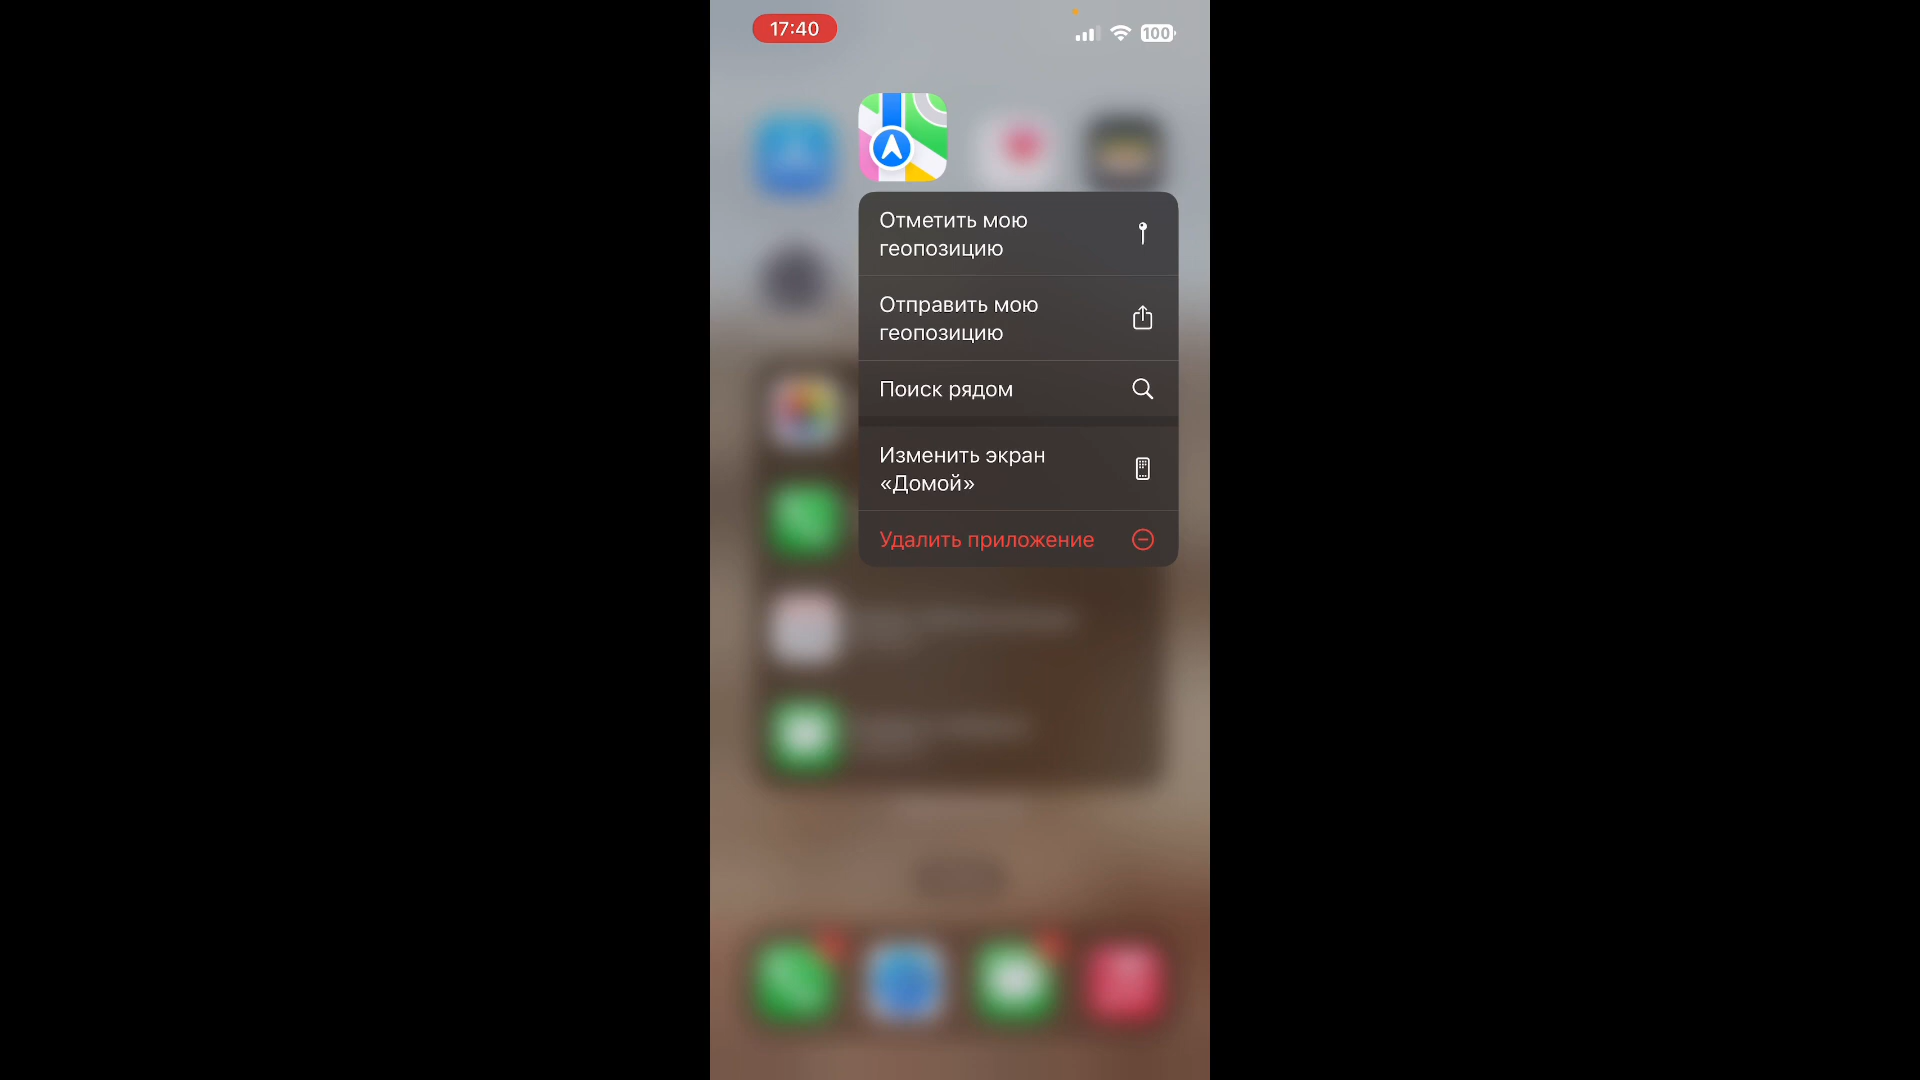 17:40
100
Отметить мою
геопозицию
Отправить мою
геопозицию
Поиск рядом
Изменить экран
«Домой»
Удалить приложение